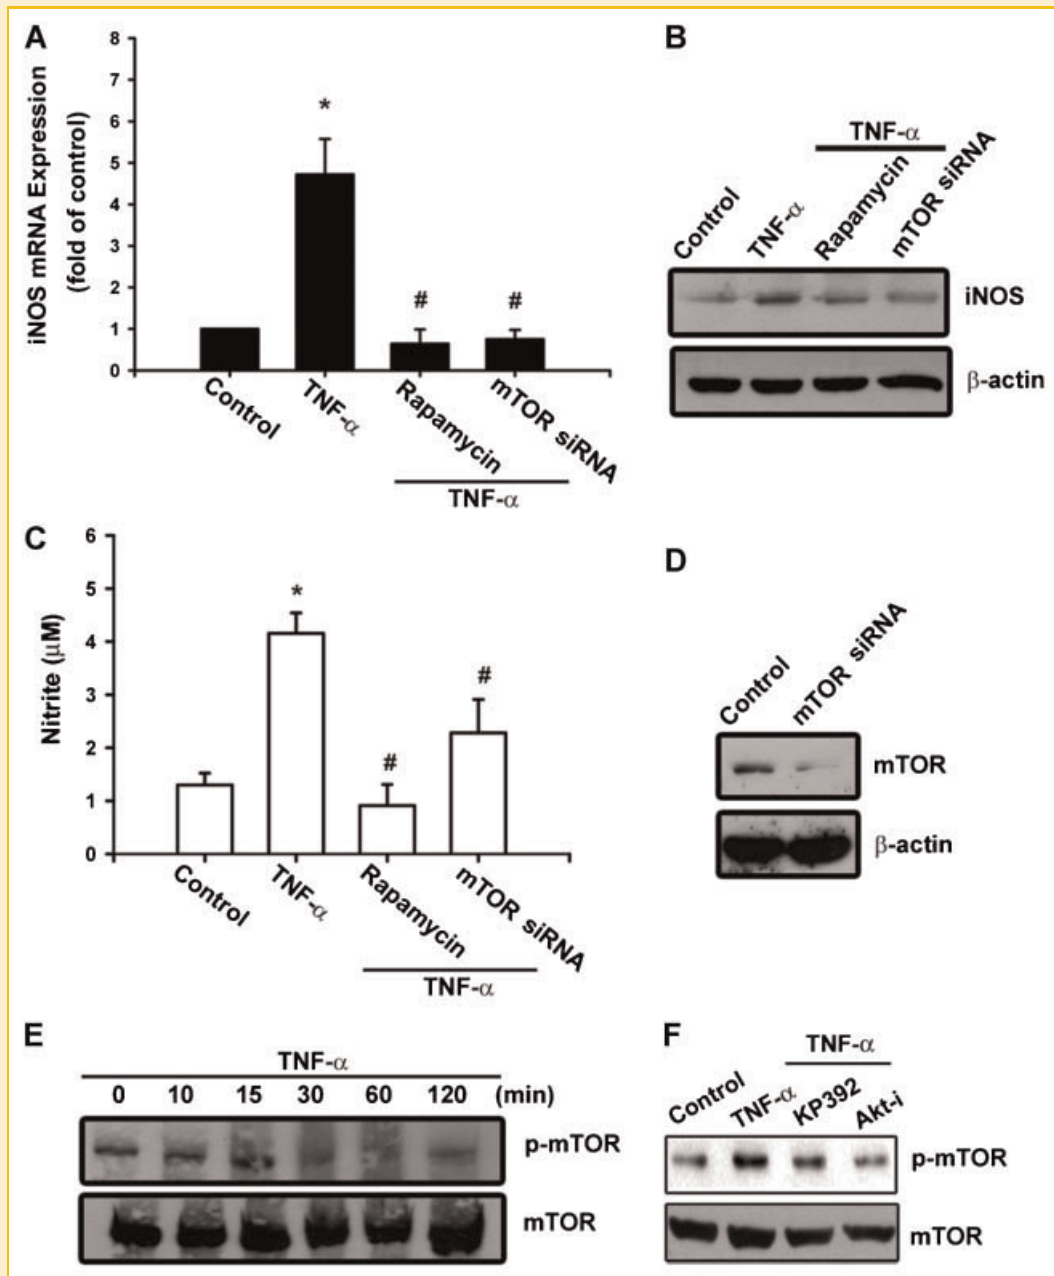 A
iNOS mRNA Expression
(fold of control)
8
7
6
5
4
3
2
1
0
*
#
#
Control
TNF-α
Rapamycin
mTOR siRNA
TNF-α
B
TNF-α
Control
TNF-α
Rapamycin
mTOR siRNA
iNOS
β-actin
C
Nitrite (μM)
6
5
4
3
2
1
0
*
#
#
Control
TNF-α
Rapamycin
mTOR siRNA
TNF-α
D
Control
mTOR siRNA
mTOR
β-actin
E
TNF-α
0 10 15 30 60 120 (min)
p-mTOR
mTOR
F
TNF-α
Control
TNF-α
KP392
Akt-i
p-mTOR
mTOR